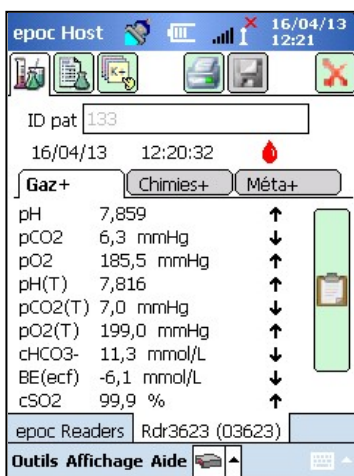 epoc Host 16/04/13 12:21
K+
ID pat 133
16/04/13 12:20:32
Gaz+ Chimies+ Méta+
pH 7,859 ↑
pCO2 6,3 mmHg ↓
pO2 185,5 mmHg ↑
pH(T) 7,816 ↑
pCO2(T) 7,0 mmHg ↓
pO2(T) 199,0 mmHg ↑
cHCO3- 11,3 mmol/L ↓
BE(ecf) -6,1 mmol/L ↓
cSO2 99,9 % ↑
epoc Readers Rdr3623 (03623)
Outils Affichage Aide